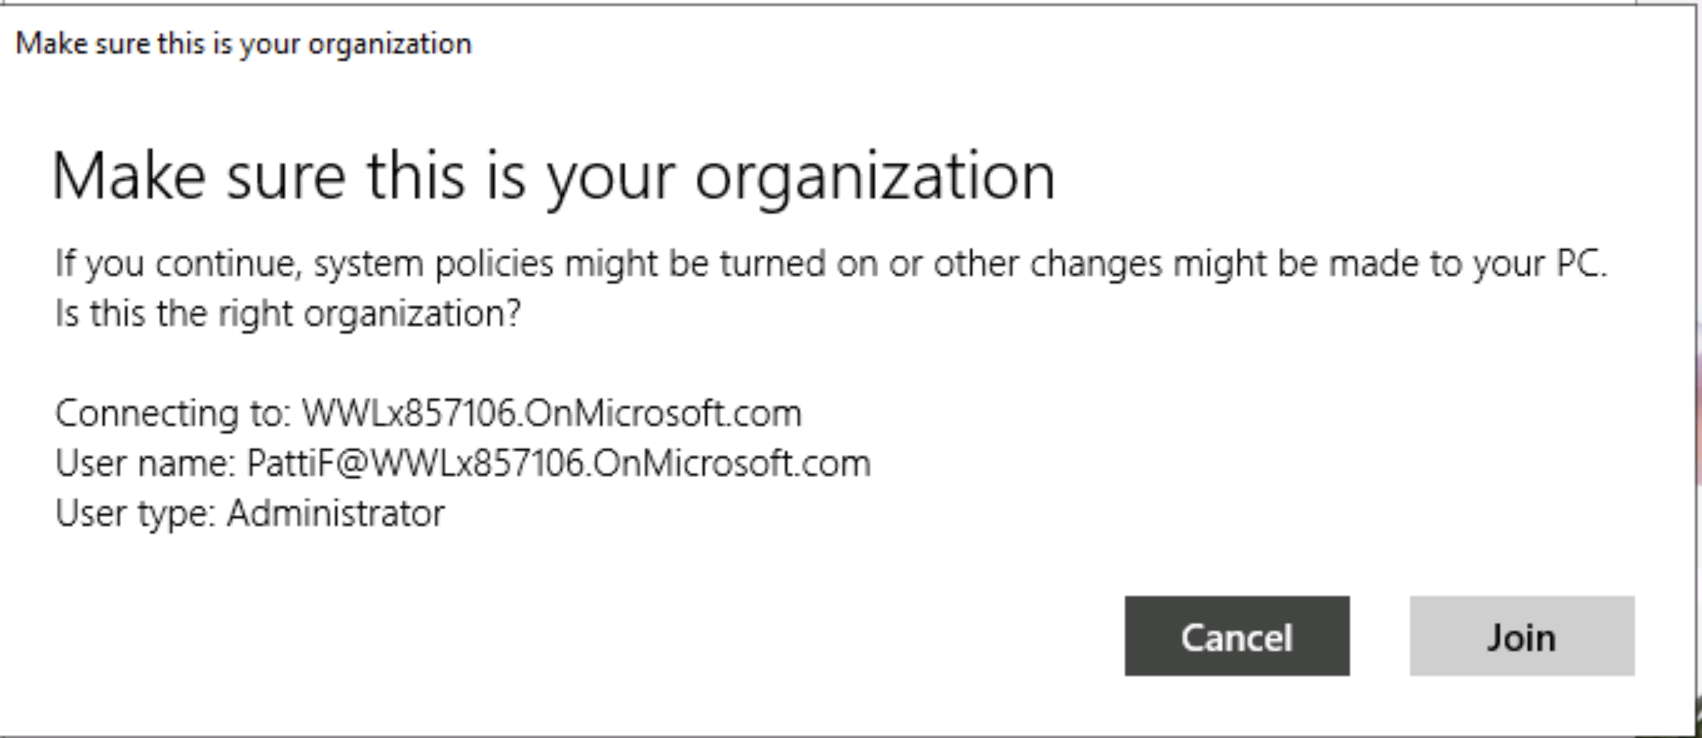 Make sure this is your organization
Make sure this is your organization
If you continue, system policies might be turned on or other changes might be made to your PC.
Is this the right organization?
Connecting to: WWLx857106.OnMicrosoft.com
User name: PattiF@WWLx857106.OnMicrosoft.com
User type: Administrator
Cancel Join